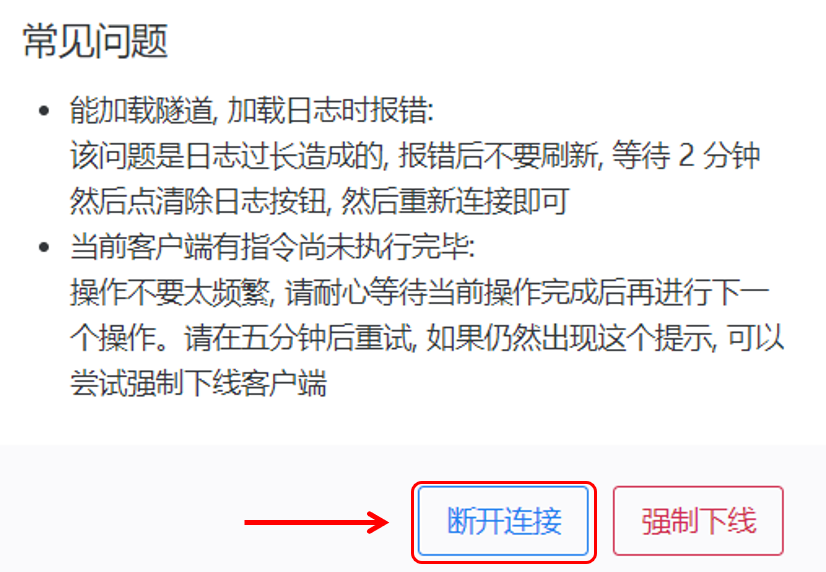 常见问题
能加载隧道, 加载日志时报错:
该问题是日志过长造成的, 报错后不要刷新, 等待 2 分钟
然后点清除日志按钮, 然后重新连接即可
当前客户端有指令尚未执行完毕:
操作不要太频繁, 请耐心等待当前操作完成后再进行下一
个操作。请在五分钟后重试, 如果仍然出现这个提示, 可以
尝试强制下线客户端
断开连接 强制下线